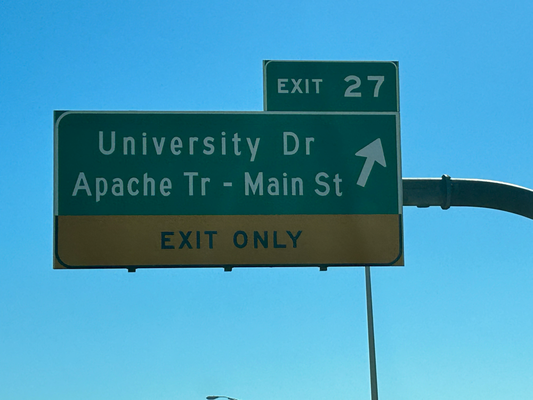 EXIT 27
University Dr
Apache Tr - Main St
EXIT ONLY